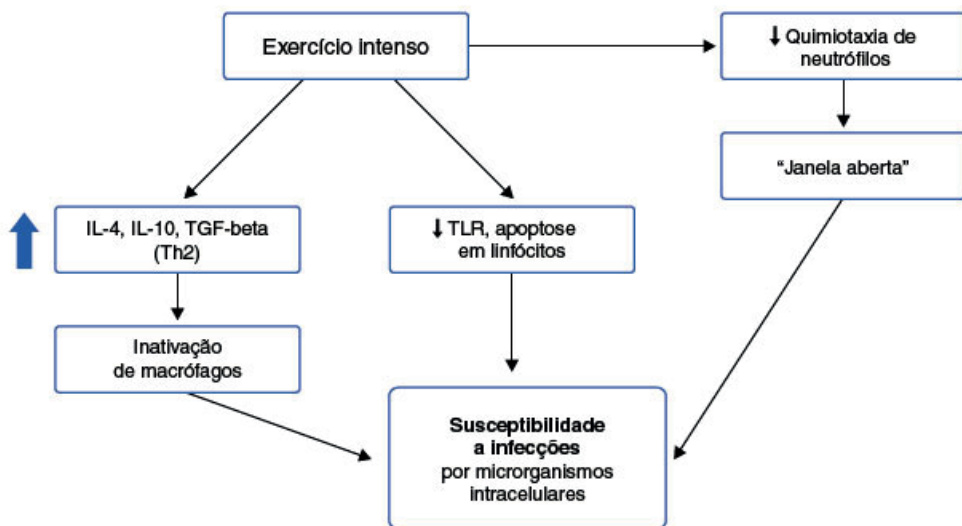 Exercício intenso
↓ Quimiotaxia de
neutrófilos
“Janela aberta”
IL-4, IL-10, TGF-beta
(Th2)
↓ TLR, apoptose
em linfócitos
Inativação
de macrófagos
Susceptibilidade
a infecções
por microrganismos
intracelulares